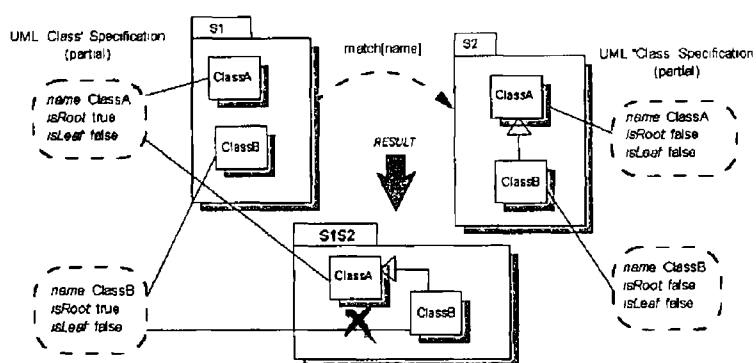 UML 'Class' Specification
(partial)
name ClassA
isRoot true
isLeaf false
name ClassB
isRoot true
isLeaf false
S1
ClassA
ClassB
match[name]
RESULT
S2
ClassA
ClassB
UML "Class Specification
(partial)
name ClassA
isRoot false
isLeaf false
name ClassB
isRoot false
isLeaf false
S1S2
ClassA
ClassB